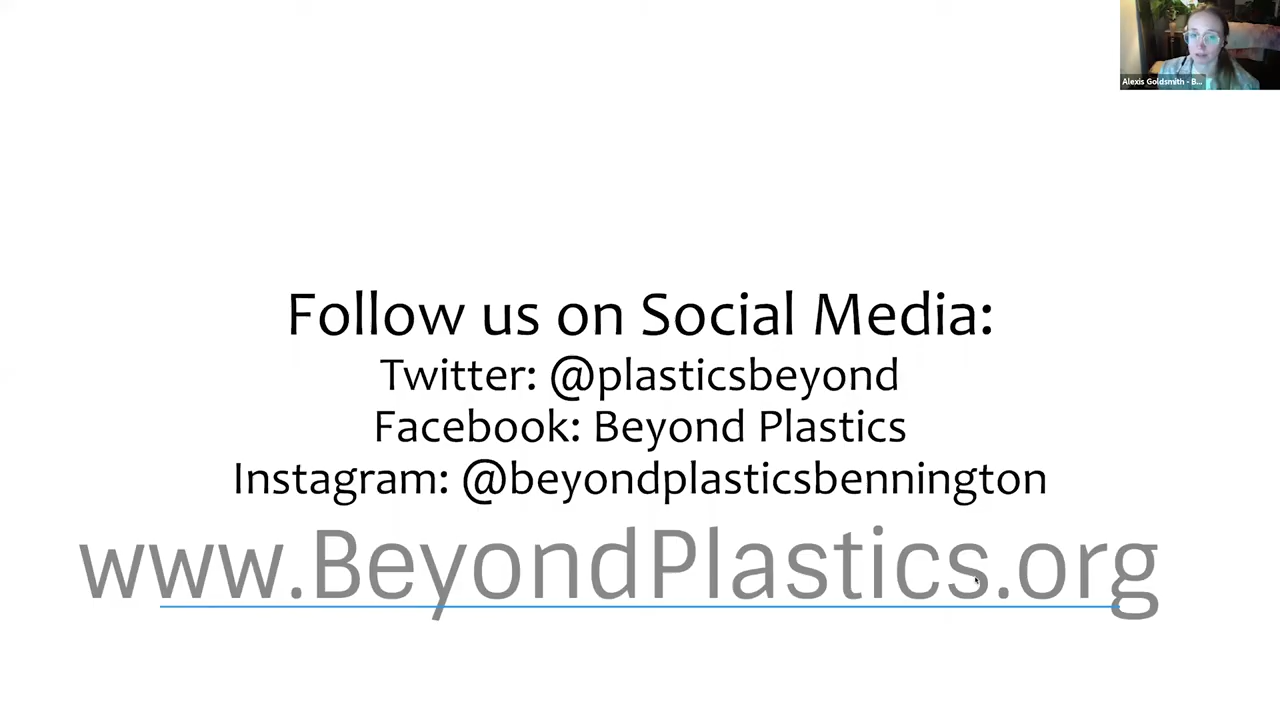 Alexis Goldsmith - B...
Follow us on Social Media:
Twitter: @plasticsbeyond
Facebook: Beyond Plastics
Instagram: @beyondplasticsbennington
www.BeyondPlastics.org